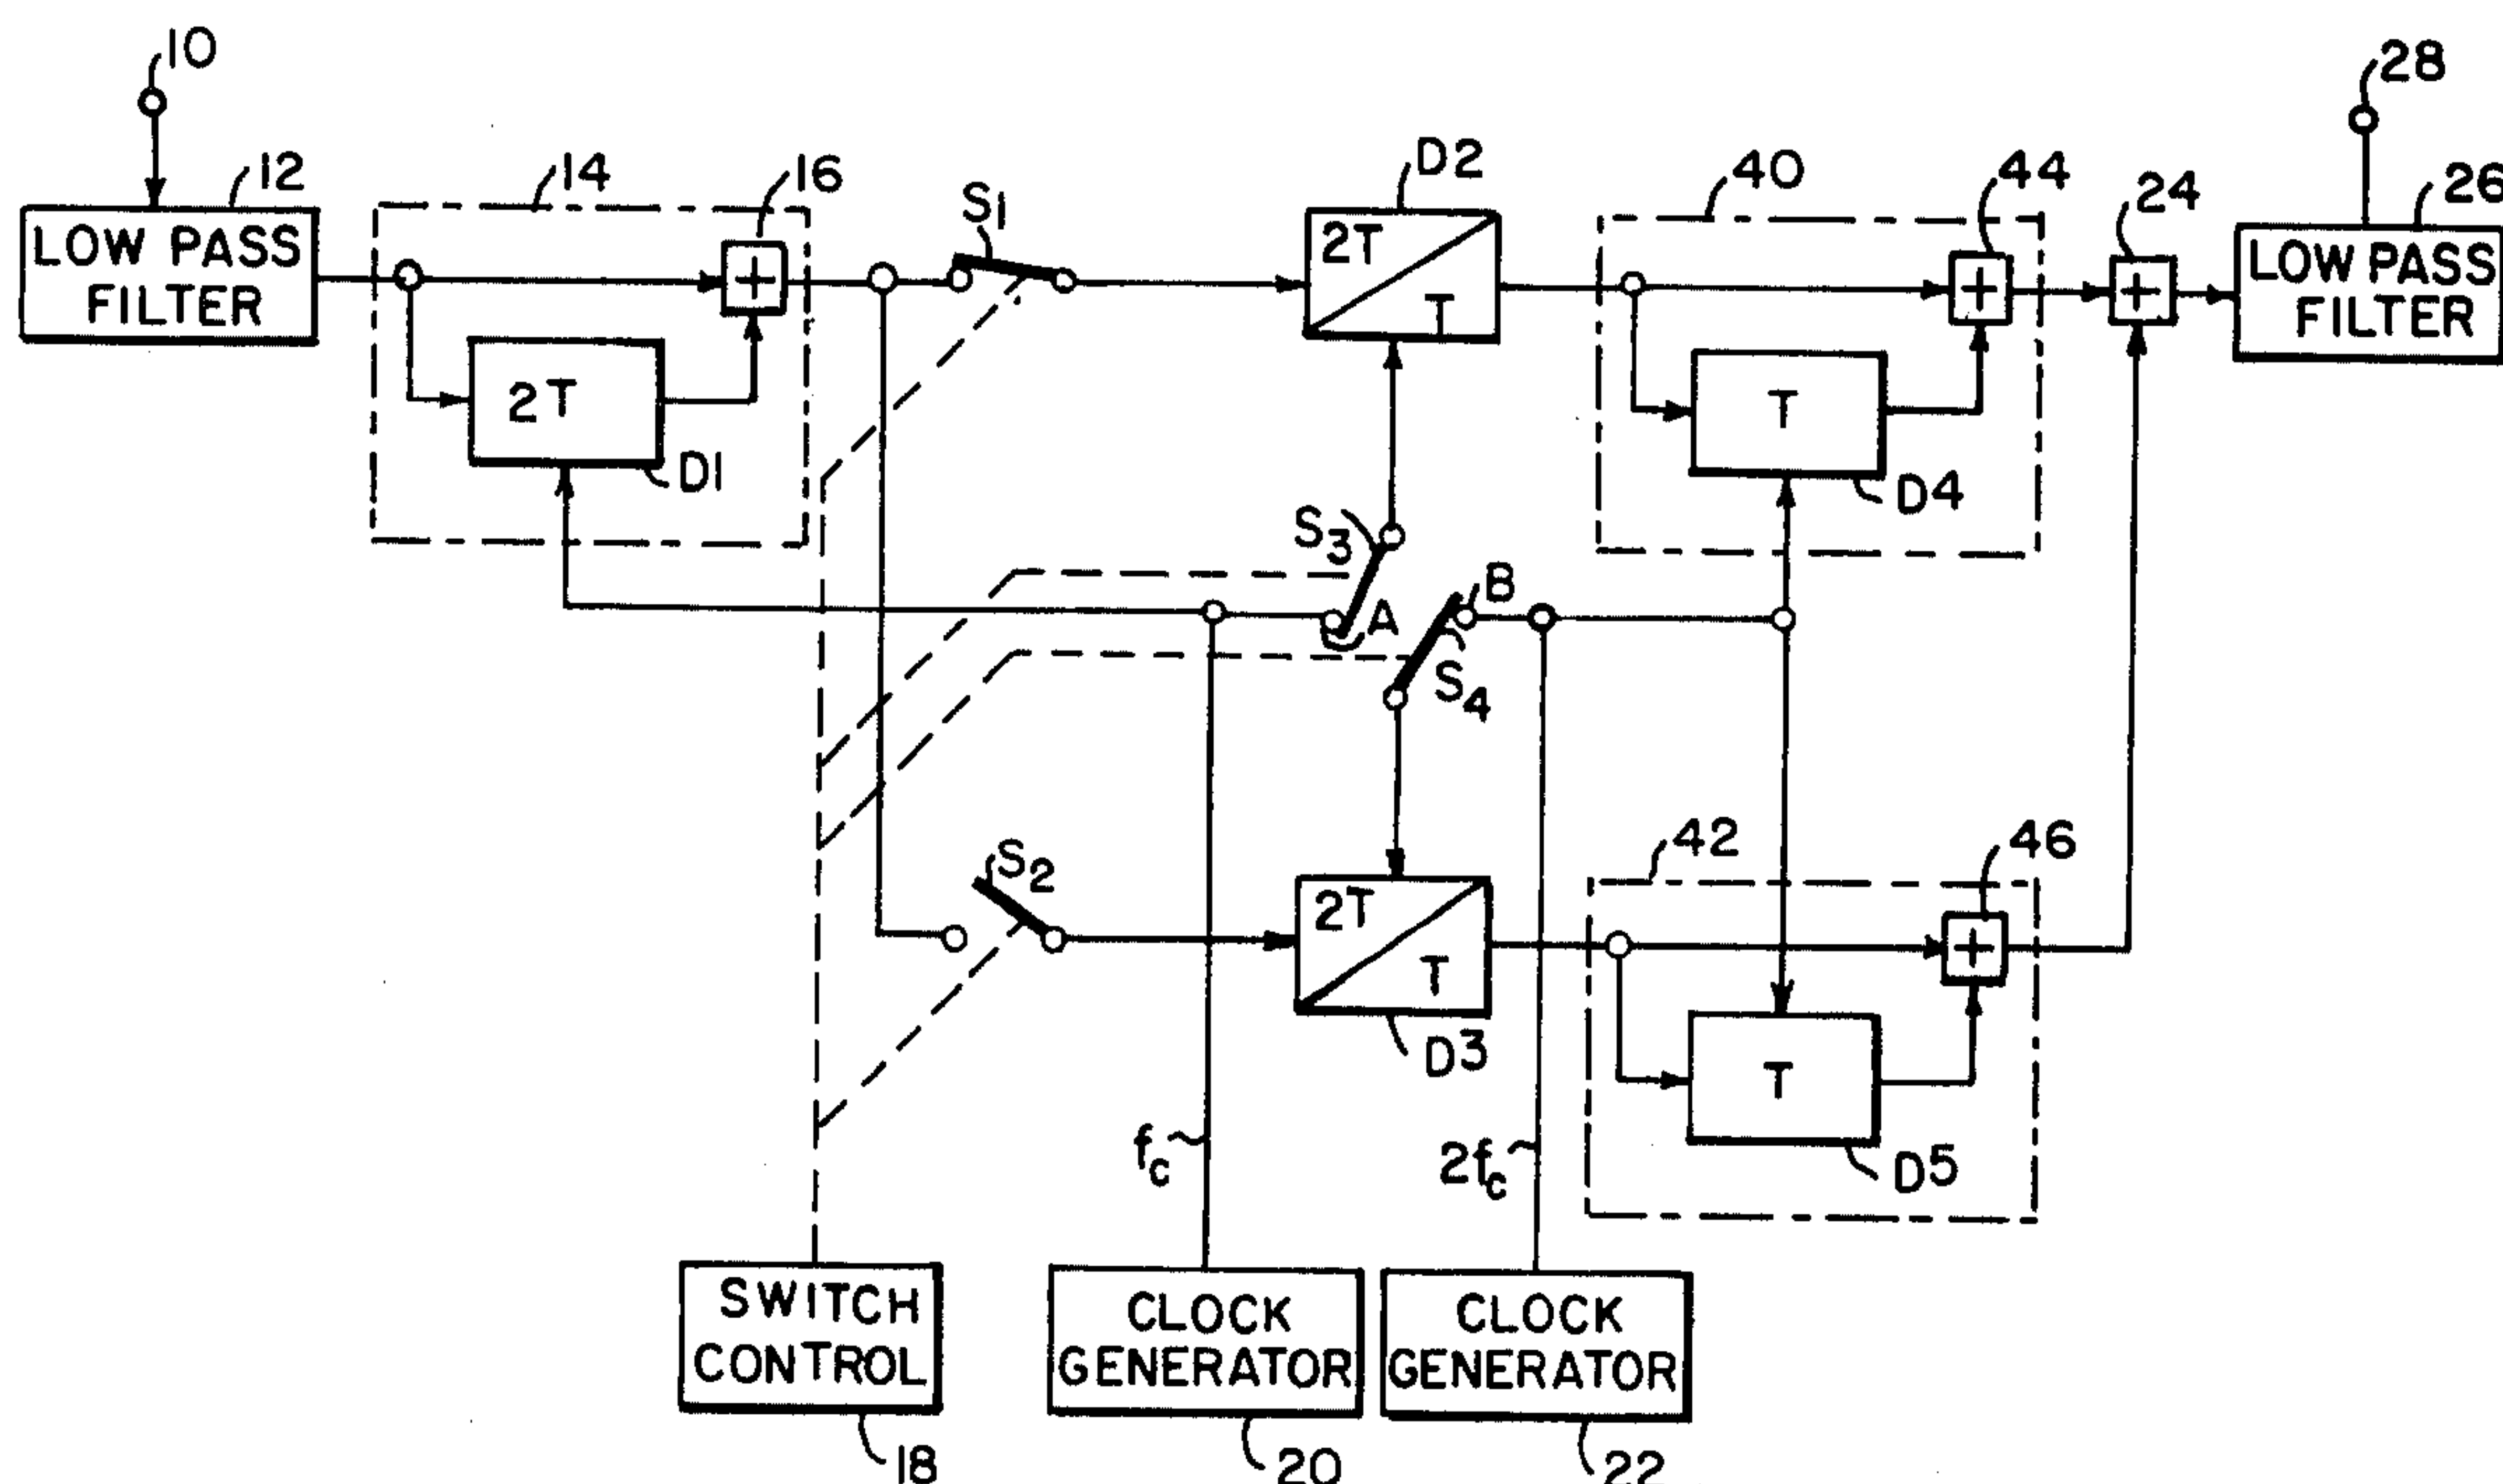 10
28
12
14
16
S1
D2
40
44
24
26
LOW PASS
FILTER
+
2T
T
+
+
LOW PASS
FILTER
2T
D1
T
D4
S3
A
B
S4
S2
42
46
2T
T
D3
+
T
D5
fc
2fc
SWITCH
CONTROL
CLOCK
GENERATOR
CLOCK
GENERATOR
18
20
22